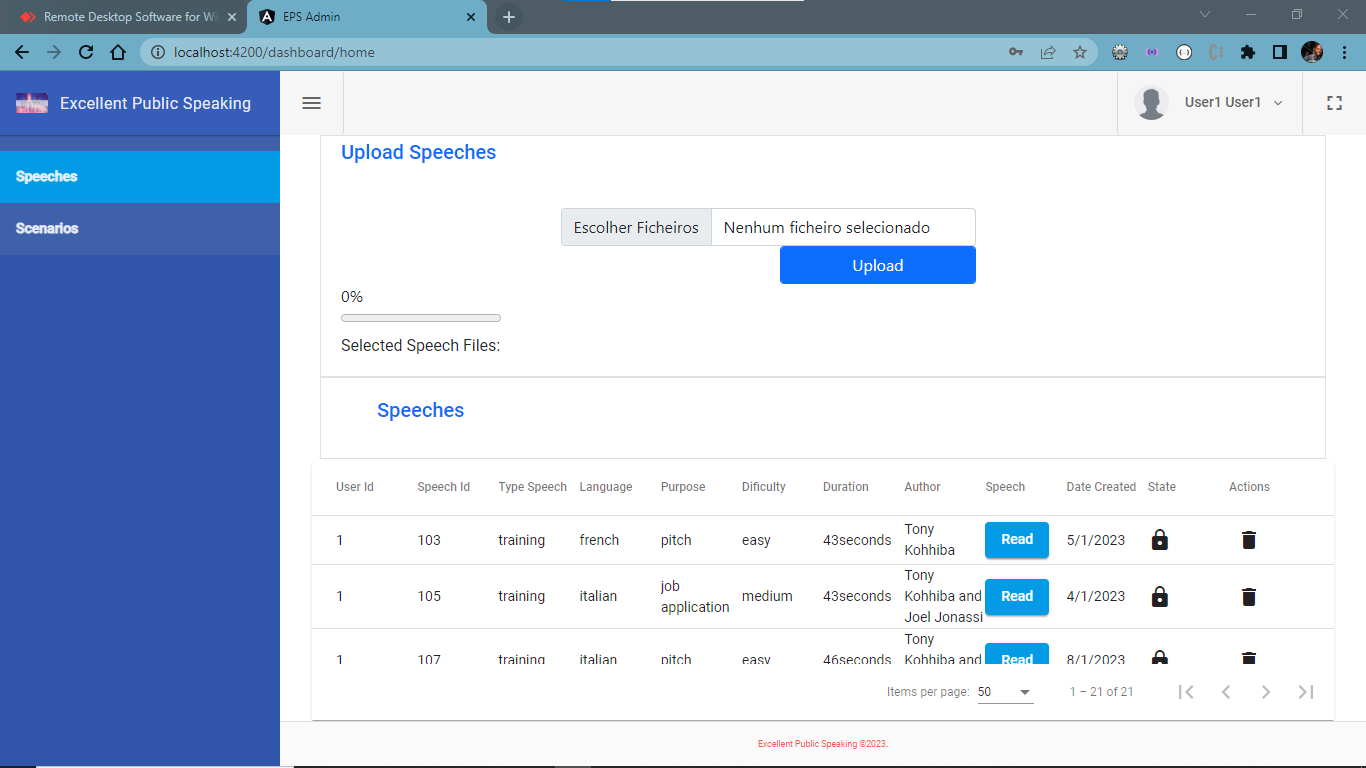 Remote Desktop Software for Wi
EPS Admin
localhost:4200/dashboard/home
Excellent Public Speaking
User1 User1
Speeches
Scenarios
Upload Speeches
Escolher Ficheiros Nenhum ficheiro selecionado
Upload
0%
Selected Speech Files:
Speeches
User Id Speech Id Type Speech Language Purpose Dificulty Duration Author Speech Date Created State Actions
1 103 training french pitch easy 43seconds Tony Kohhiba Read 5/1/2023
1 105 training italian job application medium 43seconds Tony Kohhiba and Joel Jonassi Read 4/1/2023
1 107 training italian pitch easy 46seconds Tony Kohhiba and Read 8/1/2023
Items per page: 50 1 – 21 of 21
Excellent Public Speaking ©2023.